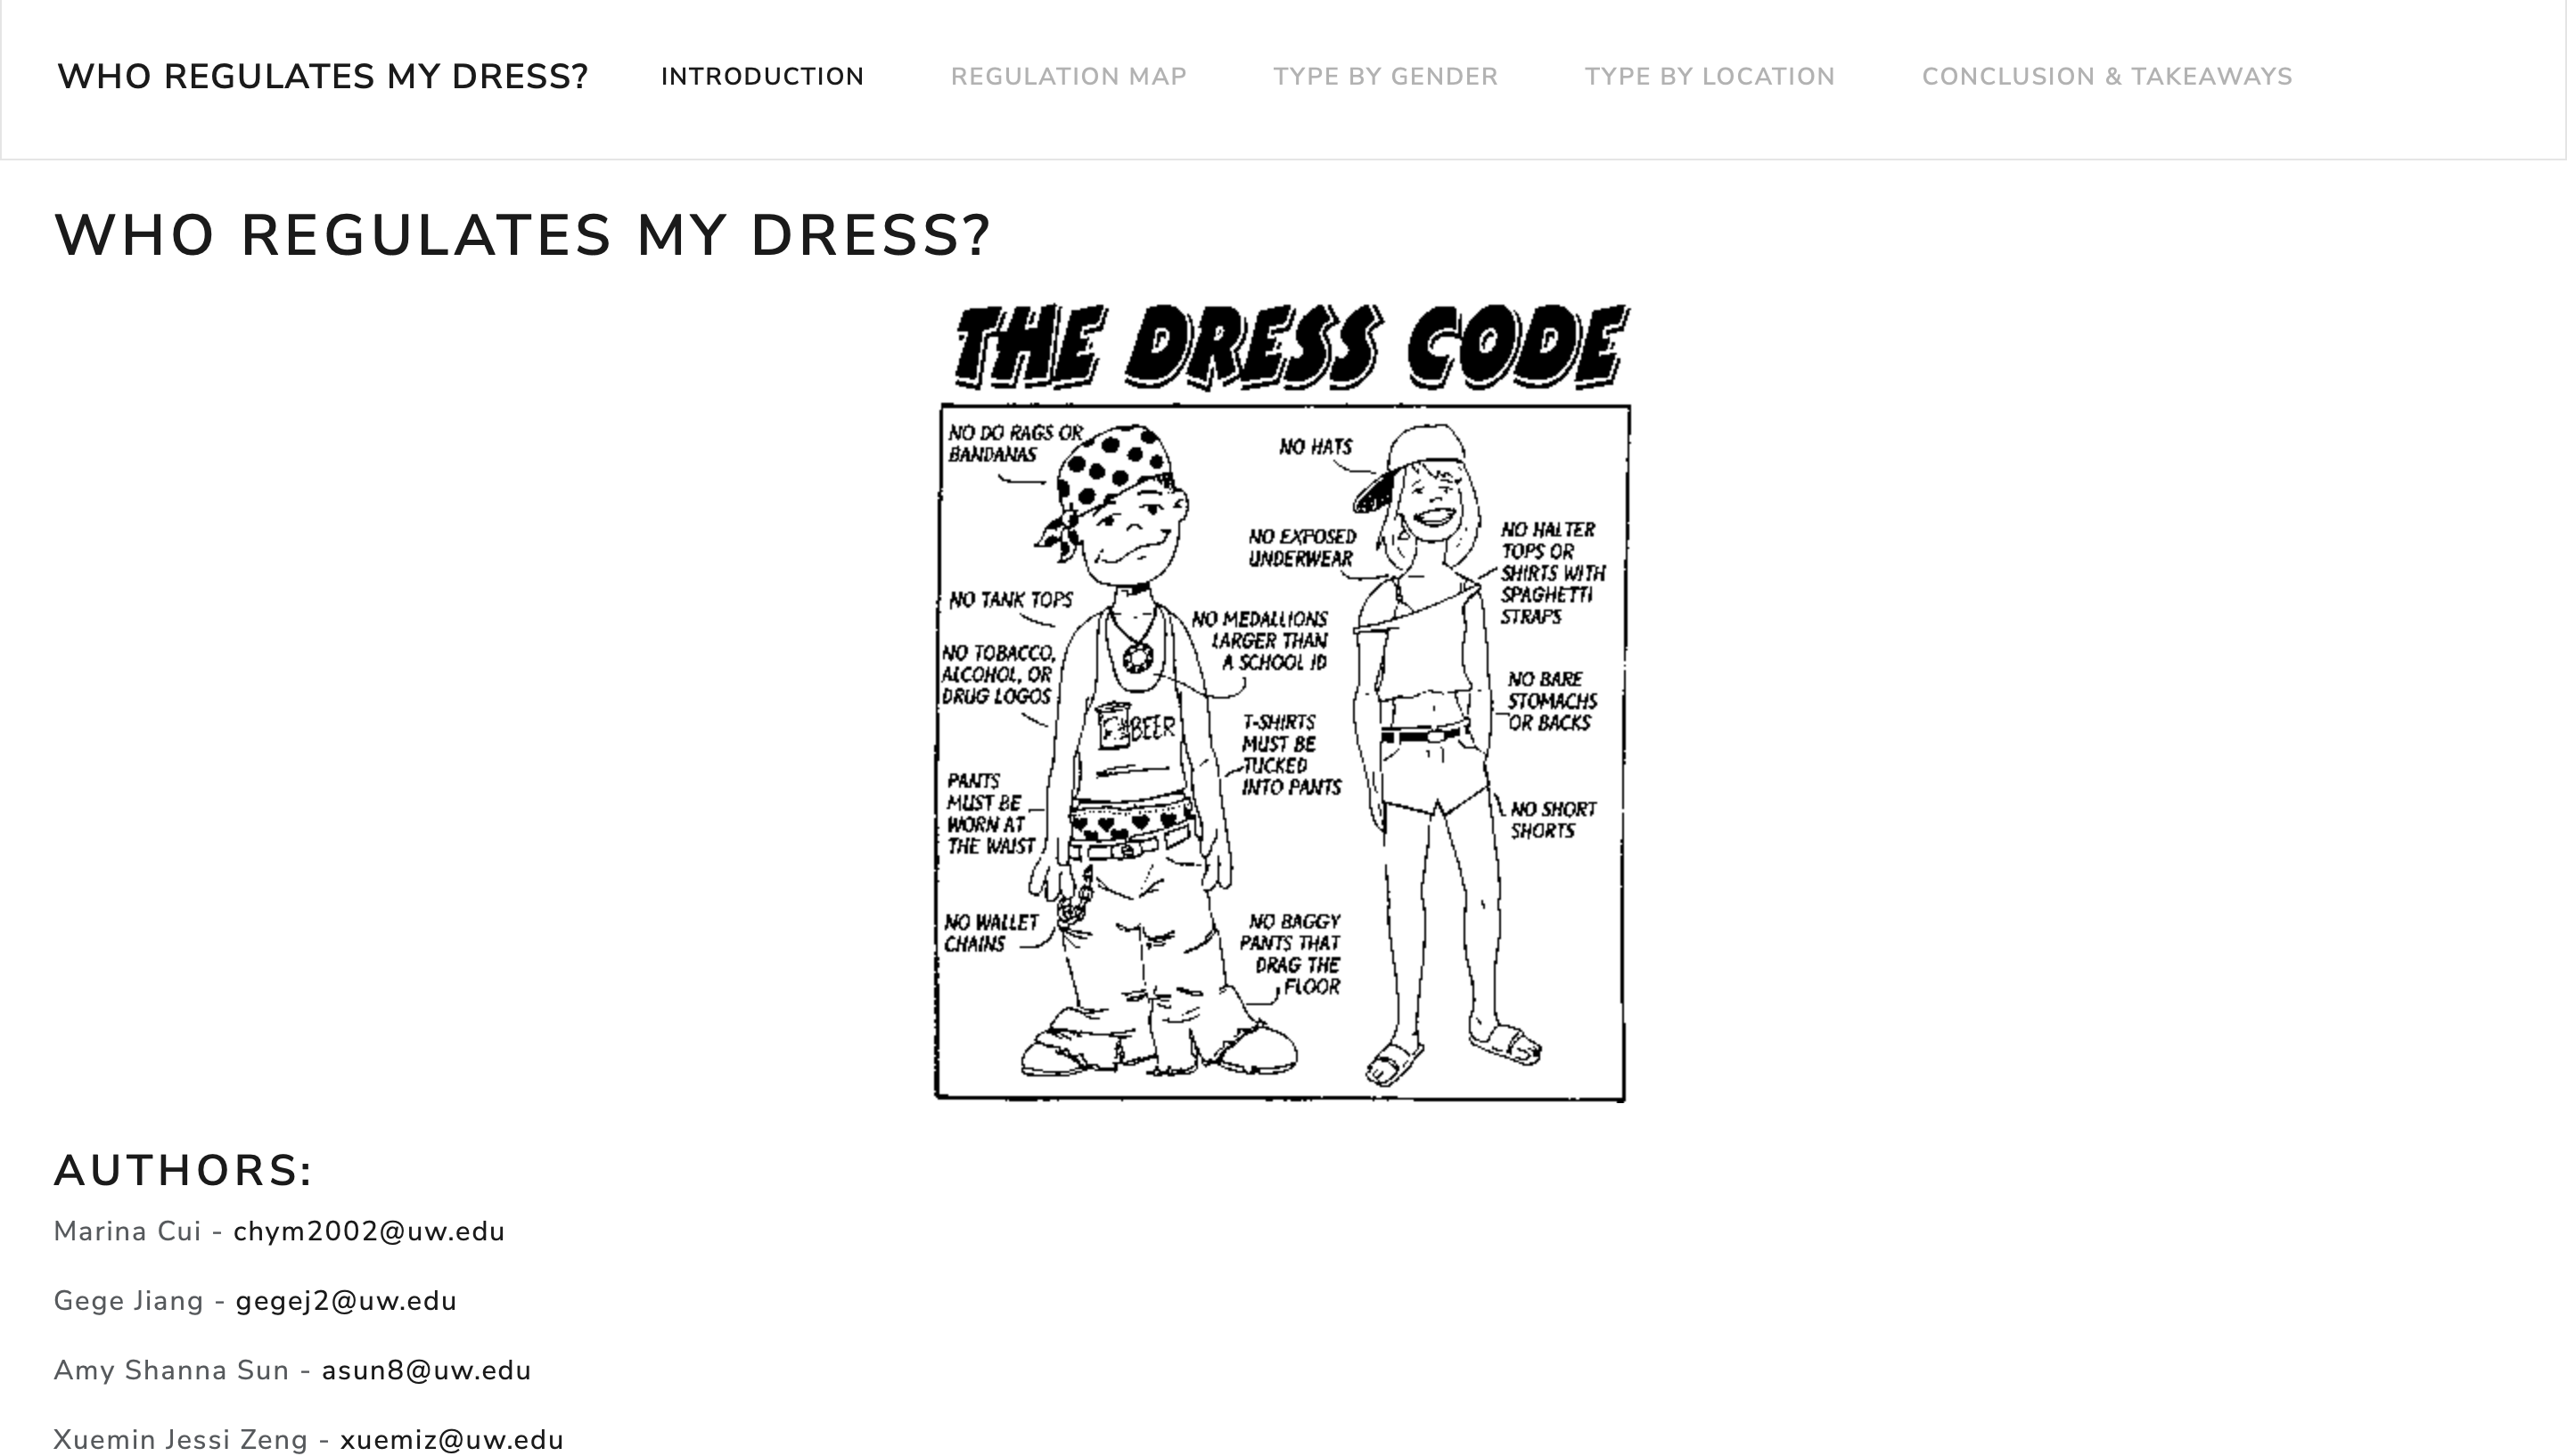 WHO REGULATES MY DRESS? INTRODUCTION REGULATION MAP TYPE BY GENDER TYPE BY LOCATION CONCLUSION & TAKEAWAYS
WHO REGULATES MY DRESS?
THE DRESS CODE
NO DO RAGS OR
BANDANAS
NO TANK TOPS
NO TOBACCO,
ALCOHOL, OR
DRUG LOGOS
PANTS
MUST BE
WORN AT
THE WAIST
NO WALLET
CHAINS
BEER
NO MEDALLIONS
LARGER THAN
A SCHOOL ID
T-SHIRTS
MUST BE
TUCKED
INTO PANTS
NO BAGGY
PANTS THAT
DRAG THE
FLOOR
NO HATS
NO EXPOSED
UNDERWEAR
NO HALTER
TOPS OR
SHIRTS WITH
SPAGHETTI
STRAPS
NO BARE
STOMACHS
OR BACKS
NO SHORT
SHORTS
AUTHORS:
Marina Cui - chym2002@uw.edu
Gege Jiang - gegej2@uw.edu
Amy Shanna Sun - asun8@uw.edu
Xuemin Jessi Zeng - xuemiz@uw.edu